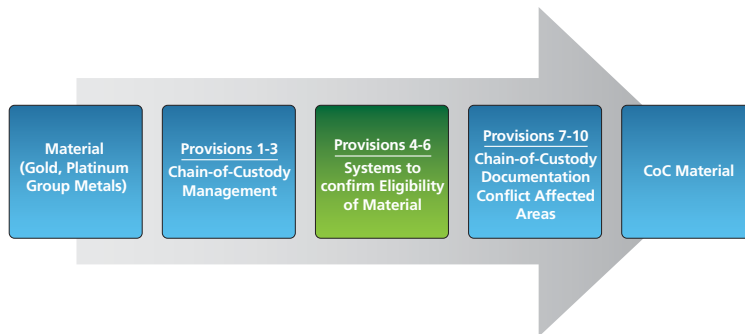 Material
(Gold, Platinum
Group Metals)
Provisions 1-3
Chain-of-Custody
Management
Provisions 4-6
Systems to
confirm Eligibility
of Material
Provisions 7-10
Chain-of-Custody
Documentation
Conflict Affected
Areas
CoC Material